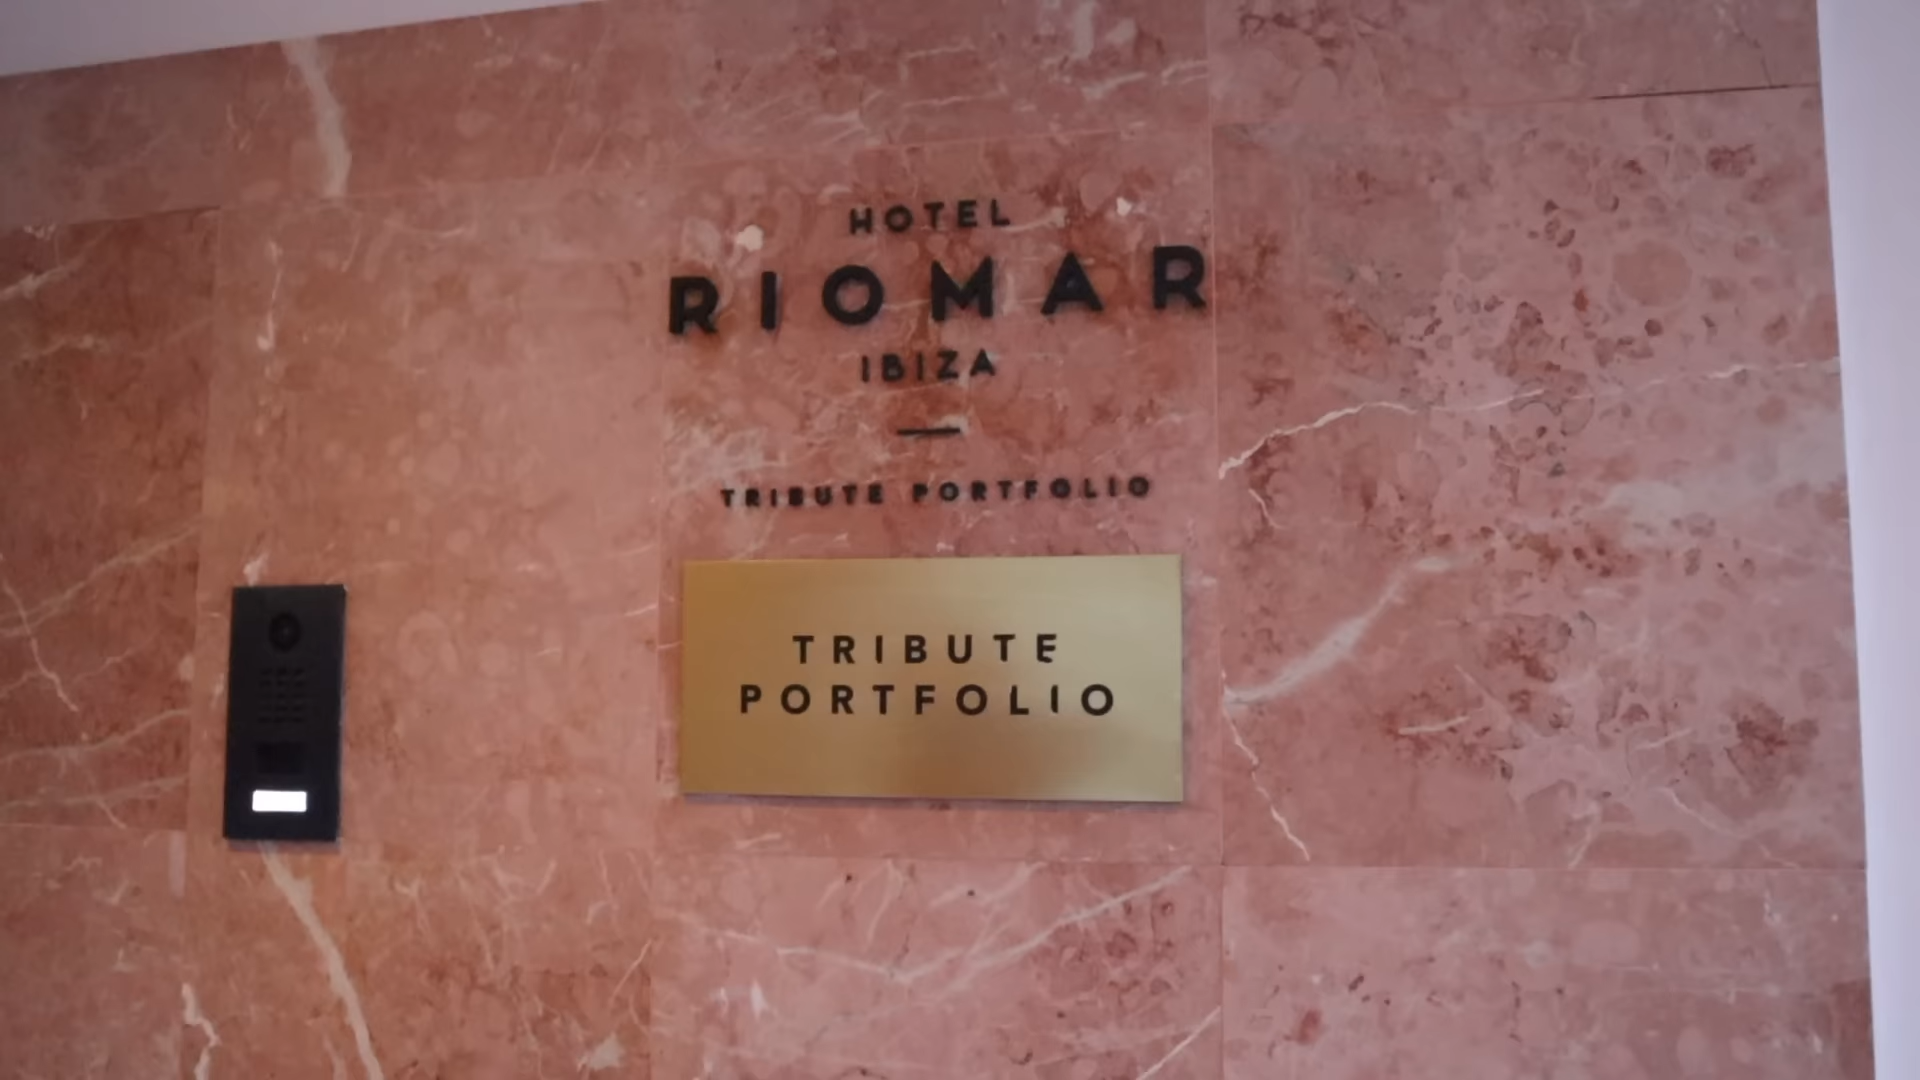 HOTEL
RIOMAR
IBIZA
TRIBUTE PORTFOLIO
TRIBUTE
PORTFOLIO